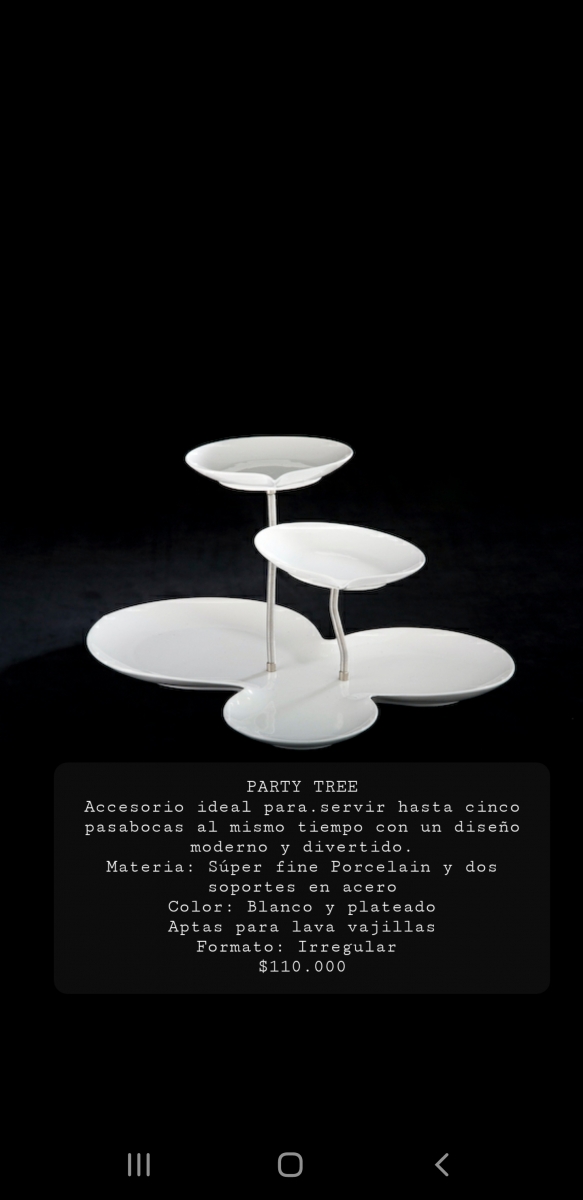 PARTY TREE
Accesorio ideal para.servir hasta cinco
pasabocas al mismo tiempo con un diseño
moderno y divertido.
Materia: Súper fine Porcelain y dos
soportes en acero
Color: Blanco y plateado
Aptas para lava vajillas
Formato: Irregular
$110.000